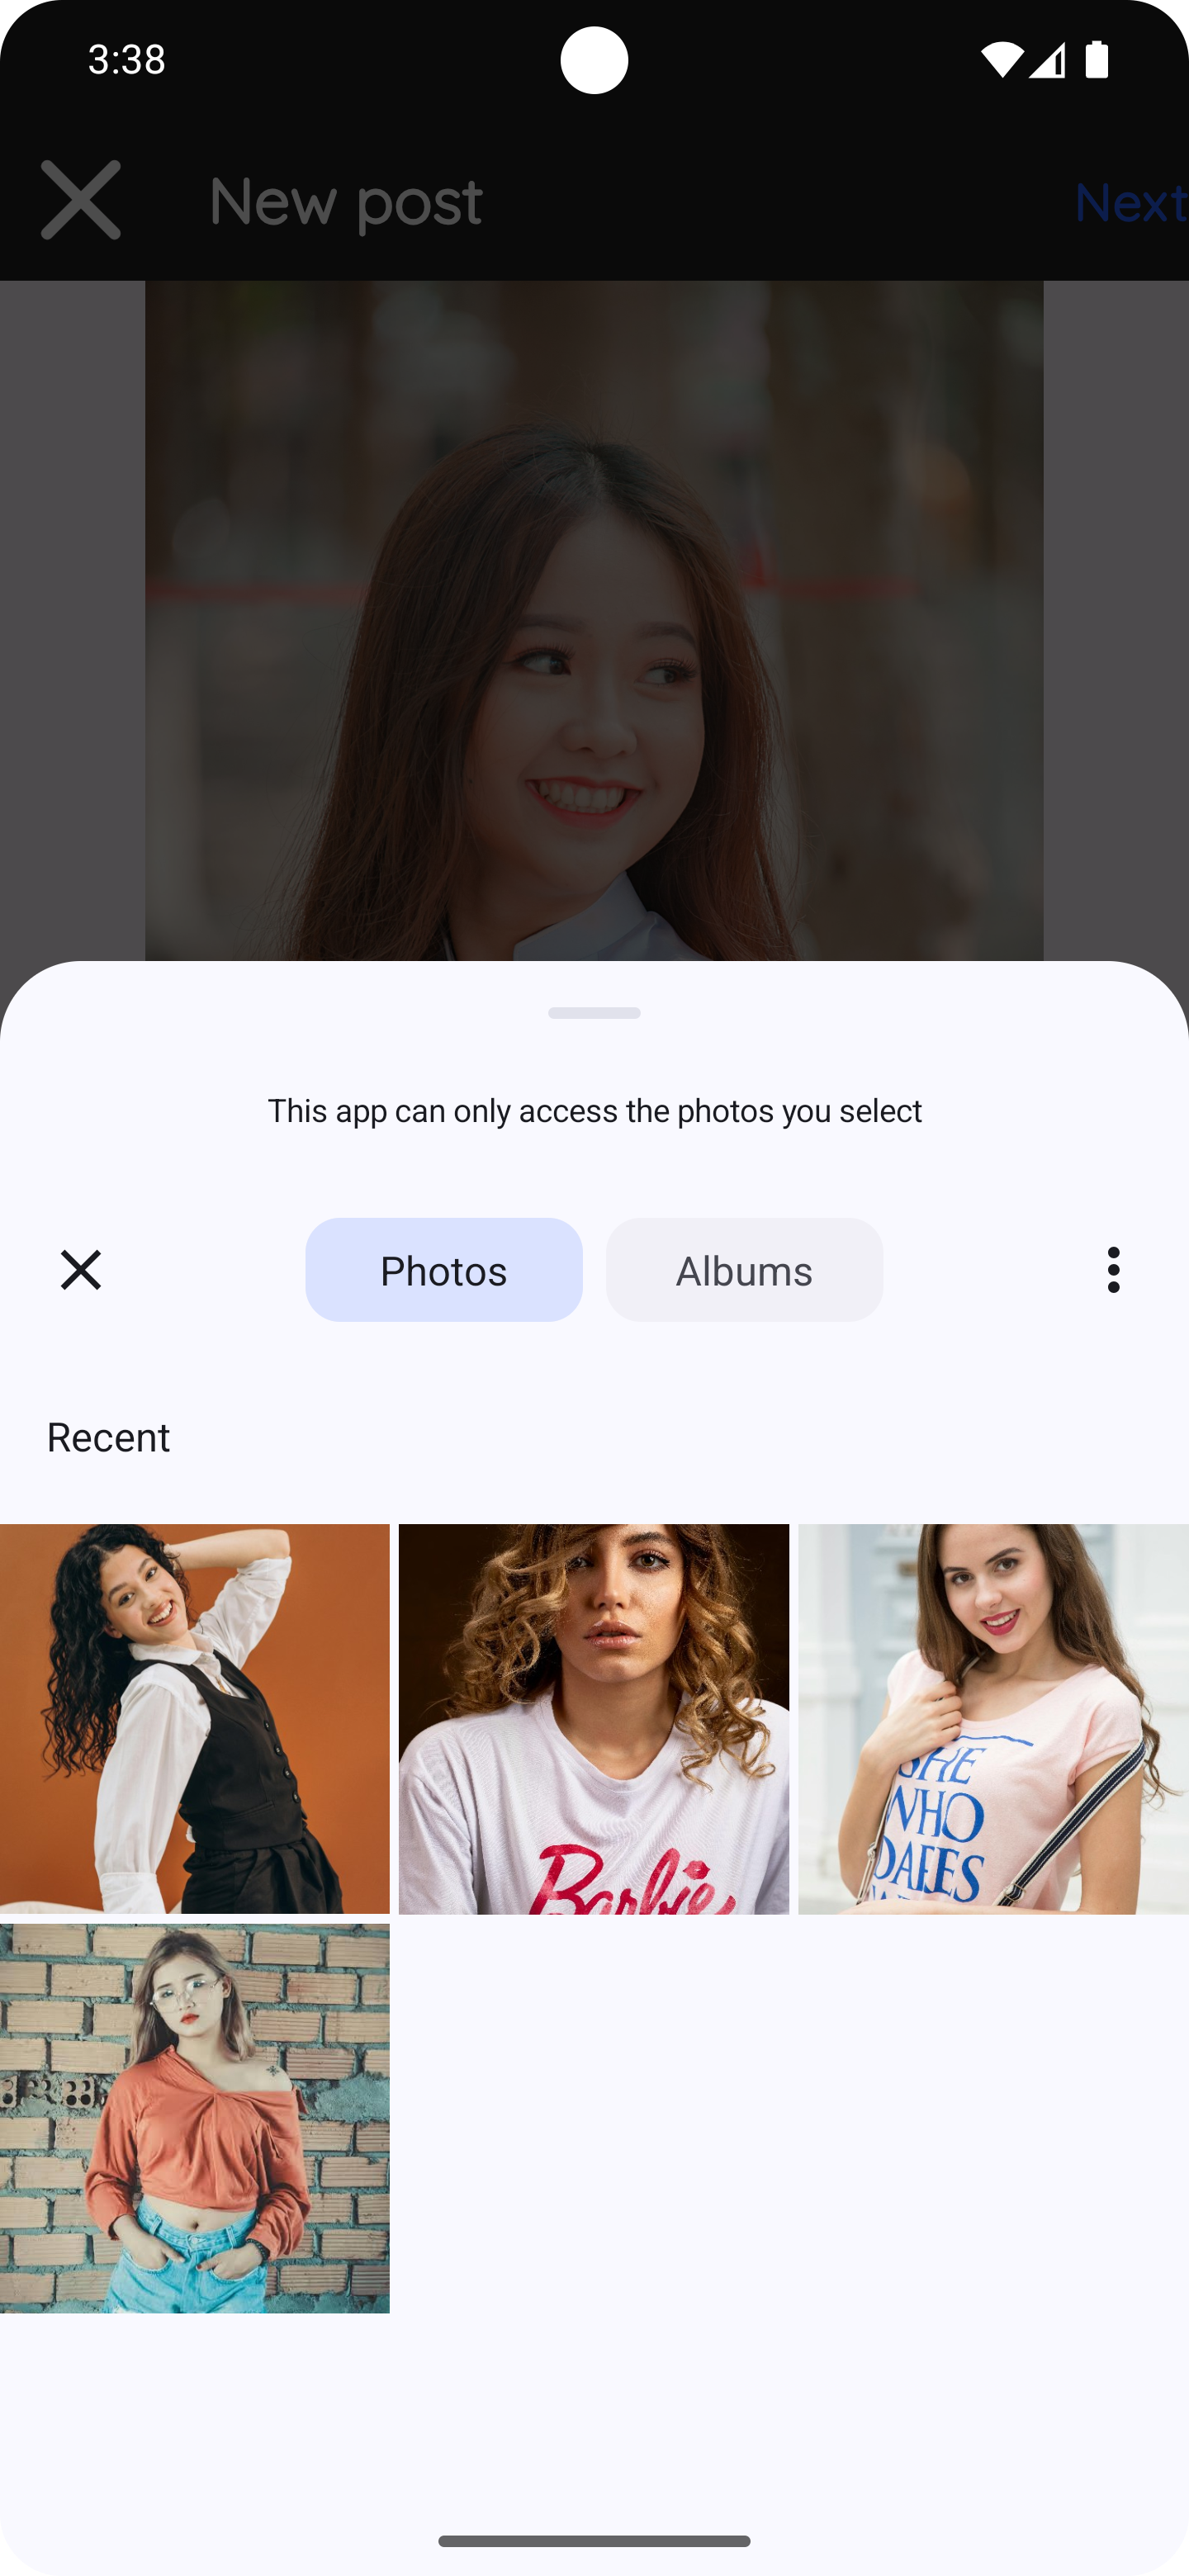 3:38
New post
Next
This app can only access the photos you select
Photos
Albums
Recent
Barbie
SHE
WHO
DARES